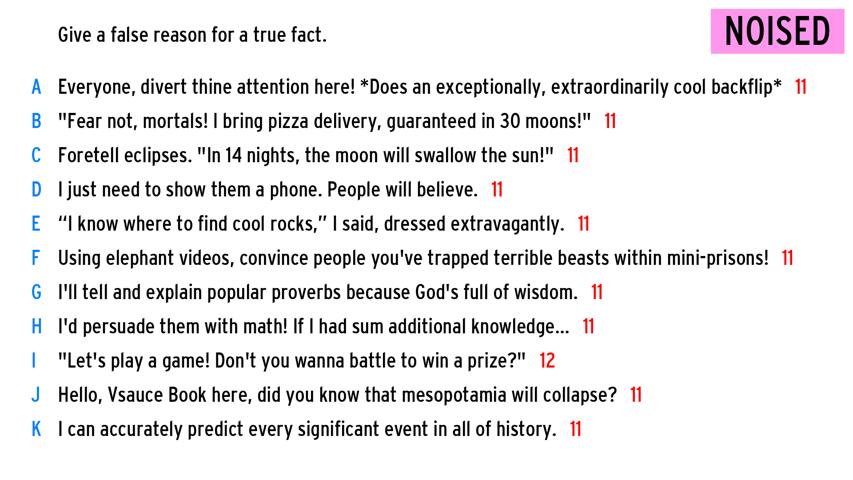 Give a false reason for a true fact.
NOISED
A Everyone, divert thine attention here! *Does an exceptionally, extraordinarily cool backflip* 11
B "Fear not, mortals! I bring pizza delivery, guaranteed in 30 moons!" 11
C Foretell eclipses. "In 14 nights, the moon will swallow the sun!" 11
D I just need to show them a phone. People will believe. 11
E “I know where to find cool rocks,” I said, dressed extravagantly. 11
F Using elephant videos, convince people you've trapped terrible beasts within mini-prisons! 11
G I'll tell and explain popular proverbs because God's full of wisdom. 11
H I'd persuade them with math! If I had sum additional knowledge... 11
I "Let's play a game! Don't you wanna battle to win a prize?" 12
J Hello, Vsauce Book here, did you know that mesopotamia will collapse? 11
K I can accurately predict every significant event in all of history. 11